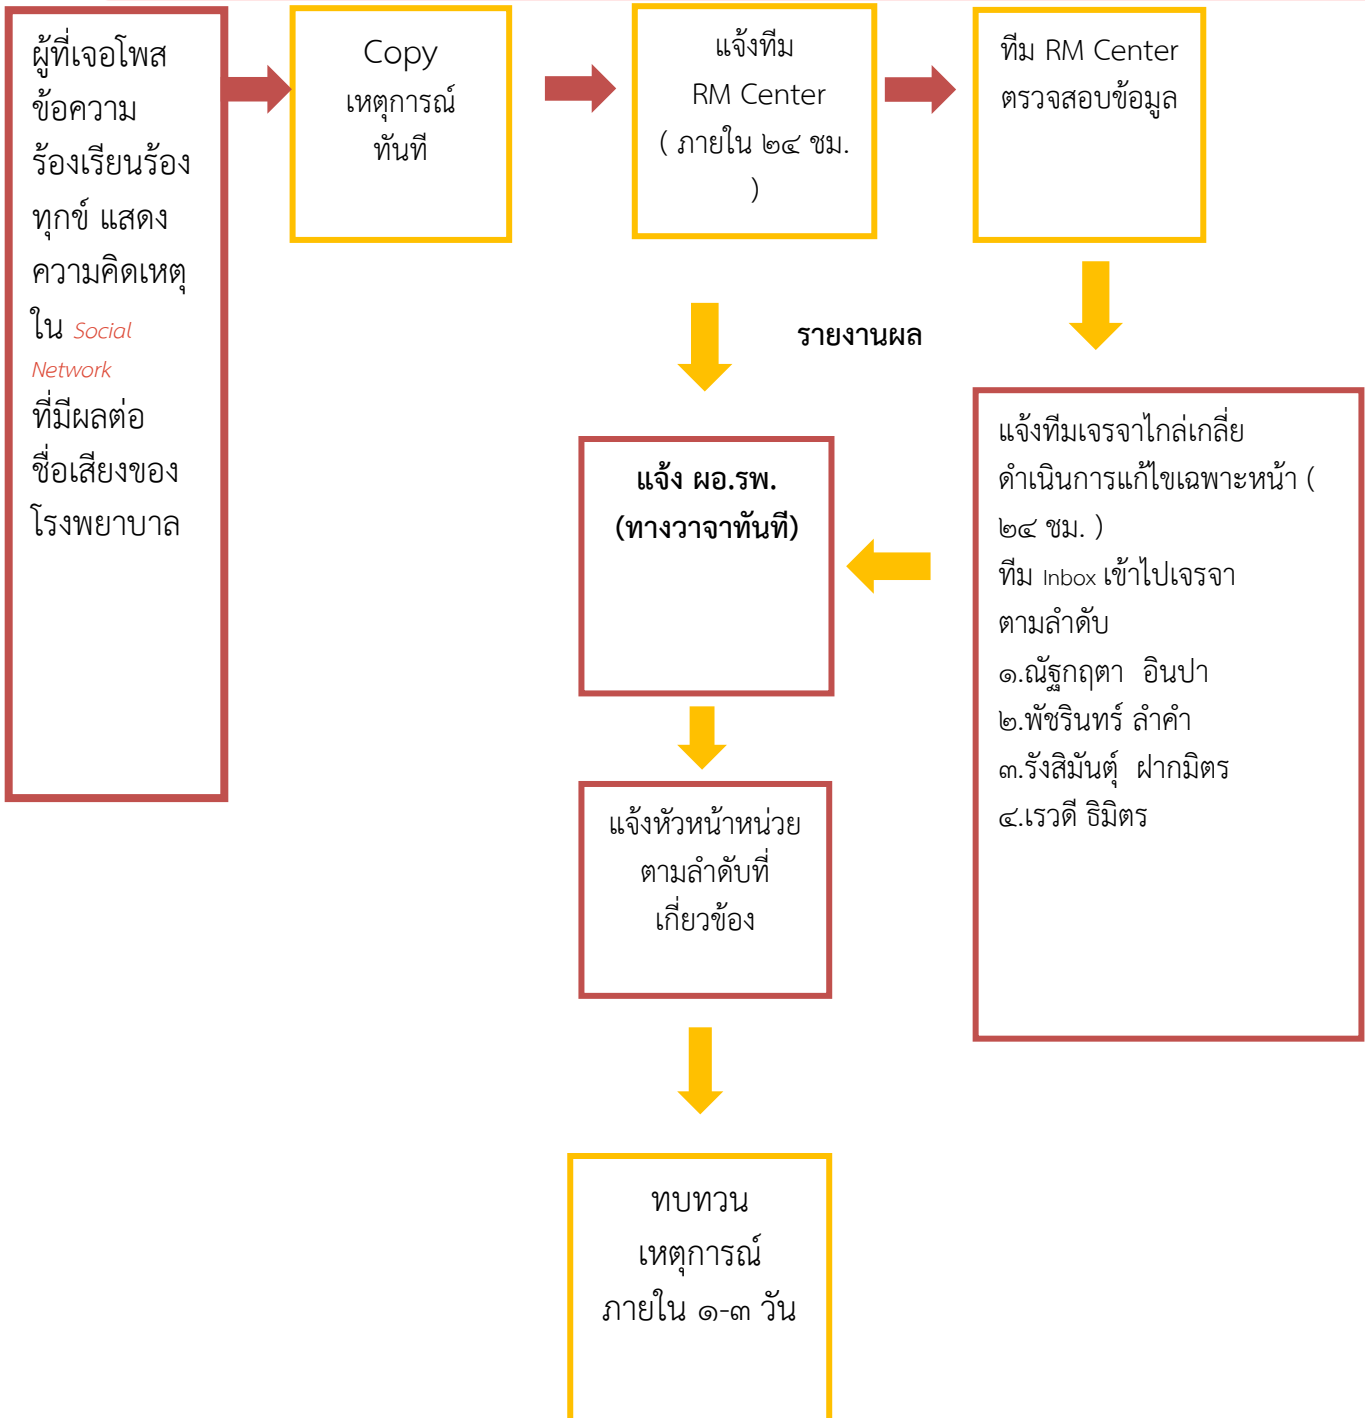 ผู้ที่เจอโพส
ข้อความ
ร้องเรียนร้อง
ทุกข์ แสดง
ความคิดเหตุ
ใน Social
Network
ที่มีผลต่อ
ชื่อเสียงของ
โรงพยาบาล
Copy
เหตุการณ์
ทันที
แจ้งทีม
RM Center
( ภายใน ๒๔ ชม.
)
ทีม RM Center
ตรวจสอบข้อมูล
รายงานผล
แจ้งทีมเจรจาไกล่เกลี่ย
ดำเนินการแก้ไขเฉพาะหน้า (
๒๔ ชม. )
ทีม Inbox เข้าไปเจรจา
ตามลำดับ
๑.ณัฐกฤตา อินปา
๒.พัชรินทร์ ลำคำ
๓.รังสิมันตุ์ ฝากมิตร
๔.เรวดี ธิมิตร
แจ้ง ผอ.รพ.
(ทางวาจาทันที)
แจ้งหัวหน้าหน่วย
ตามลำดับที่
เกี่ยวข้อง
ทบทวน
เหตุการณ์
ภายใน ๑-๓ วัน